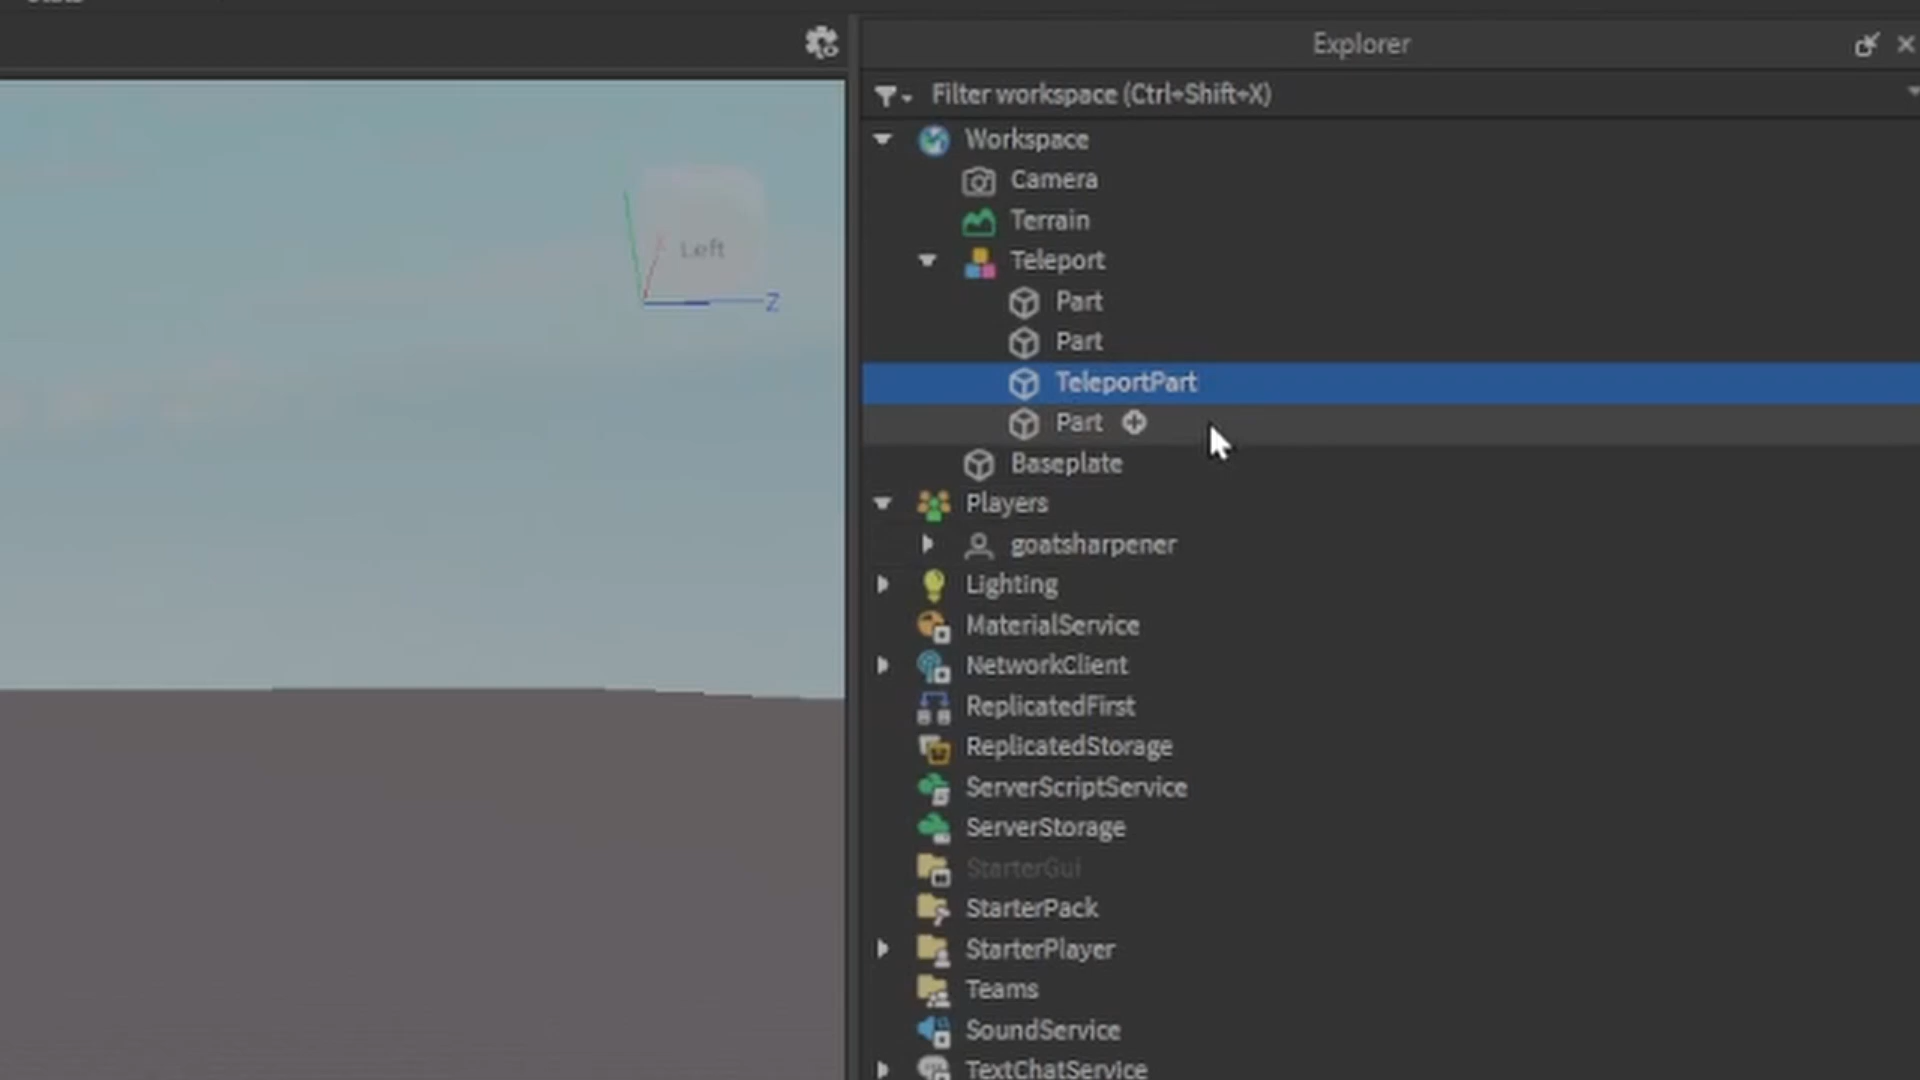 Explorer
Filter workspace (Ctrl+Shift+X)
Workspace
Camera
Terrain
Left
Teleport
Z
Part
Part
TeleportPart
Part
Baseplate
Players
goatsharpener
Lighting
MaterialService
NetworkClient
ReplicatedFirst
ReplicatedStorage
ServerScriptService
ServerStorage
StarterGui
StarterPack
StarterPlayer
Teams
SoundService
TextChatService